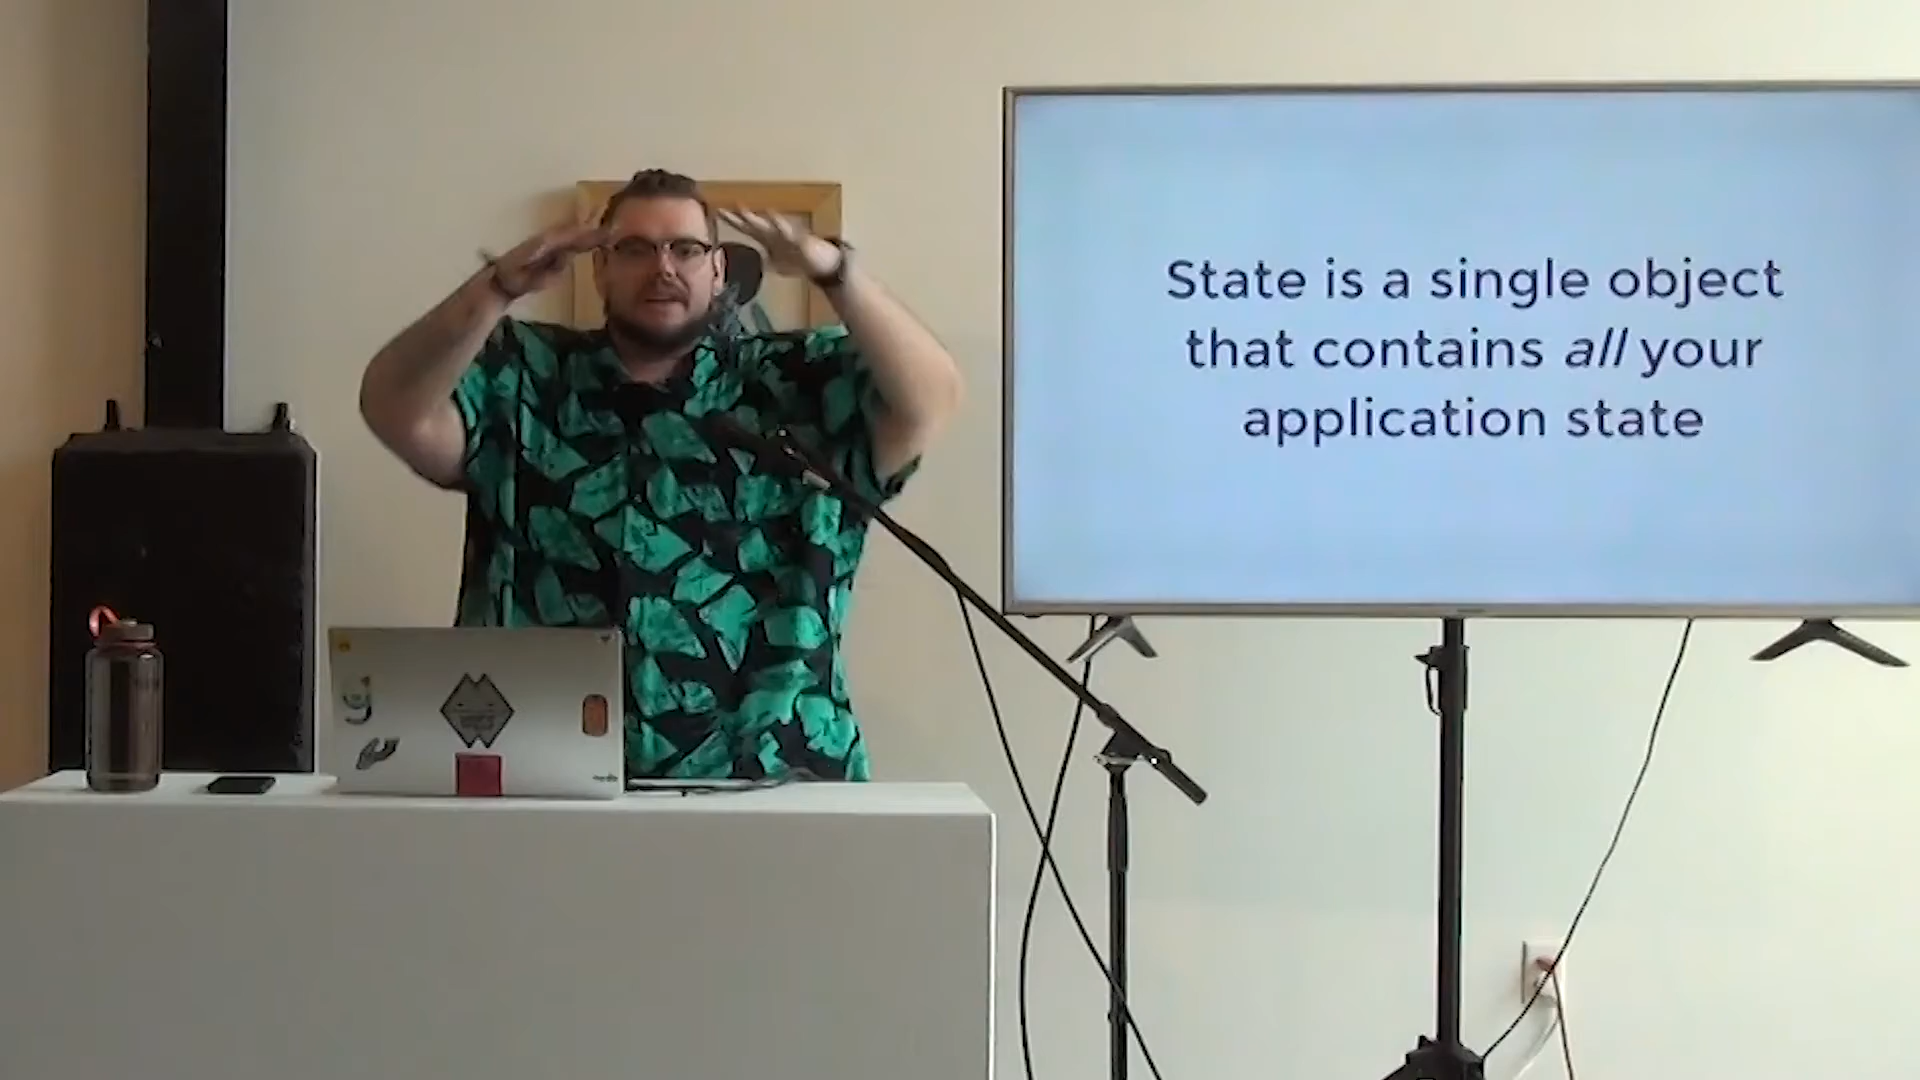 State is a single object
that contains all your
application state